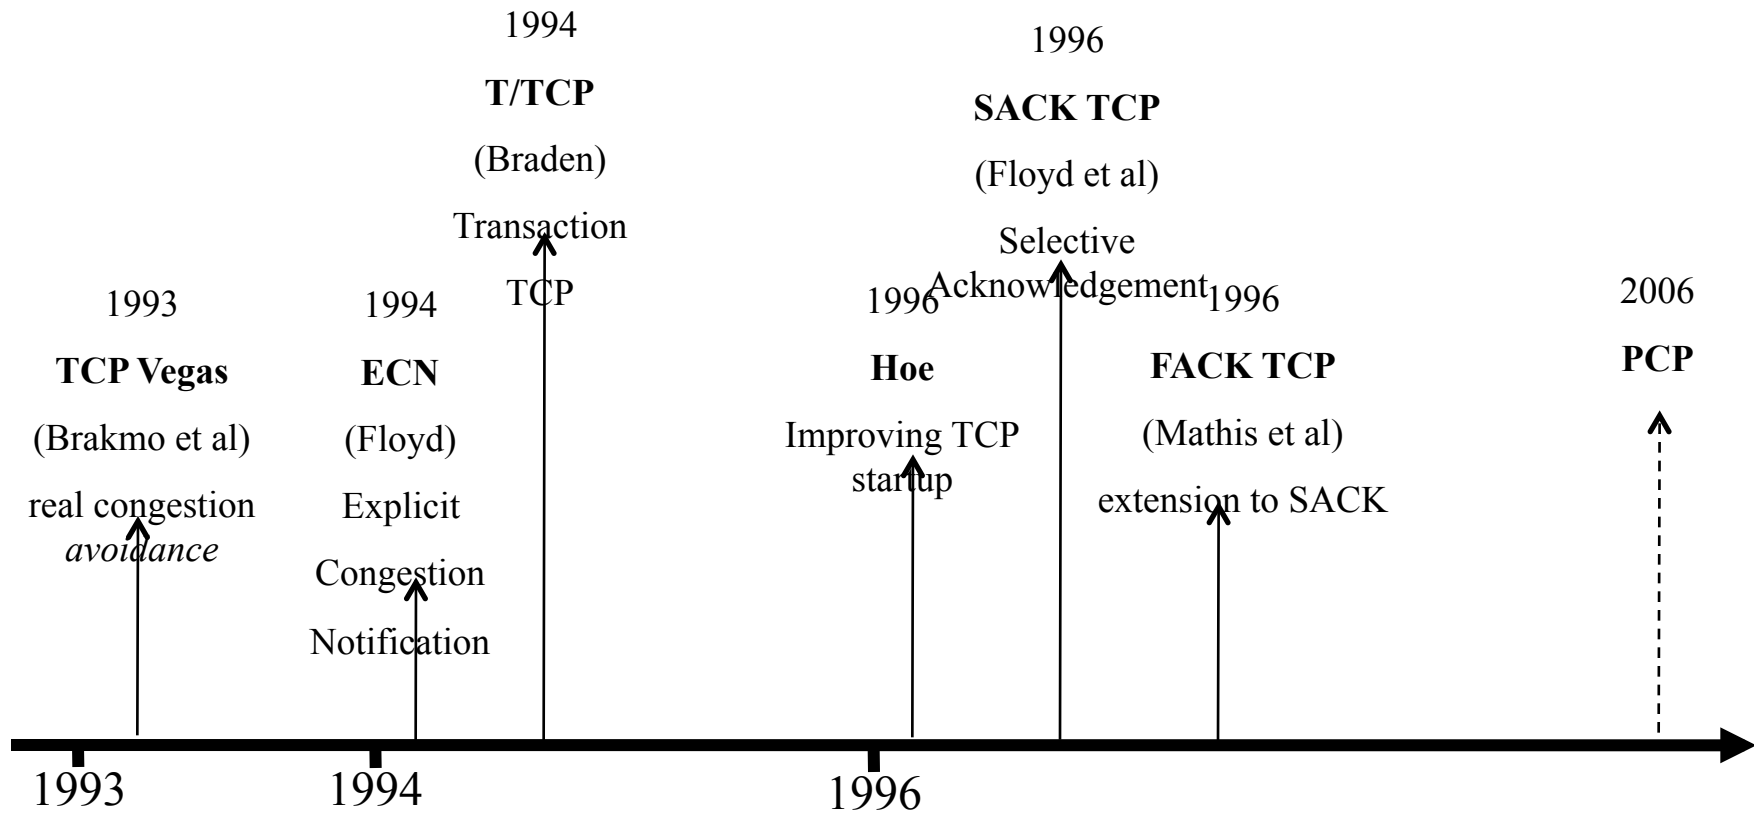 1994
T/TCP
(Braden)
Transaction
TCP
1996
SACK TCP
(Floyd et al)
Selective
Acknowledgement
1993
TCP Vegas
(Brakmo et al)
real congestion
avoidance
1994
ECN
(Floyd)
Explicit
Congestion
Notification
1996
Hoe
Improving TCP
startup
1996
FACK TCP
(Mathis et al)
extension to SACK
2006
PCP
1993
1994
1996